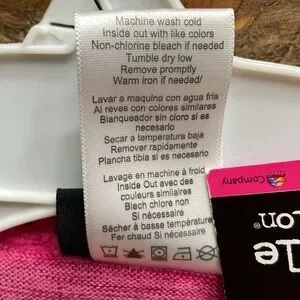 Machine wash cold
Inside out with like colors
Non-chlorine bleach if needed
Tumble dry low
Remove promptly
Warm iron if needed/
Lavar a maquina con agua fria
Al reves con colores similares
Blanqueador sin cloro si es
necesario
Secar a temperatura baja
Remover rapidamente
Plancha tibia si es necesario
Lavage en machine à froid
Inside Out avec des
couleurs similaires
Blech chlore non
Si nécessaire
Sécher à basse température
Fer chaud Si nécessaire
Company
lle
on®